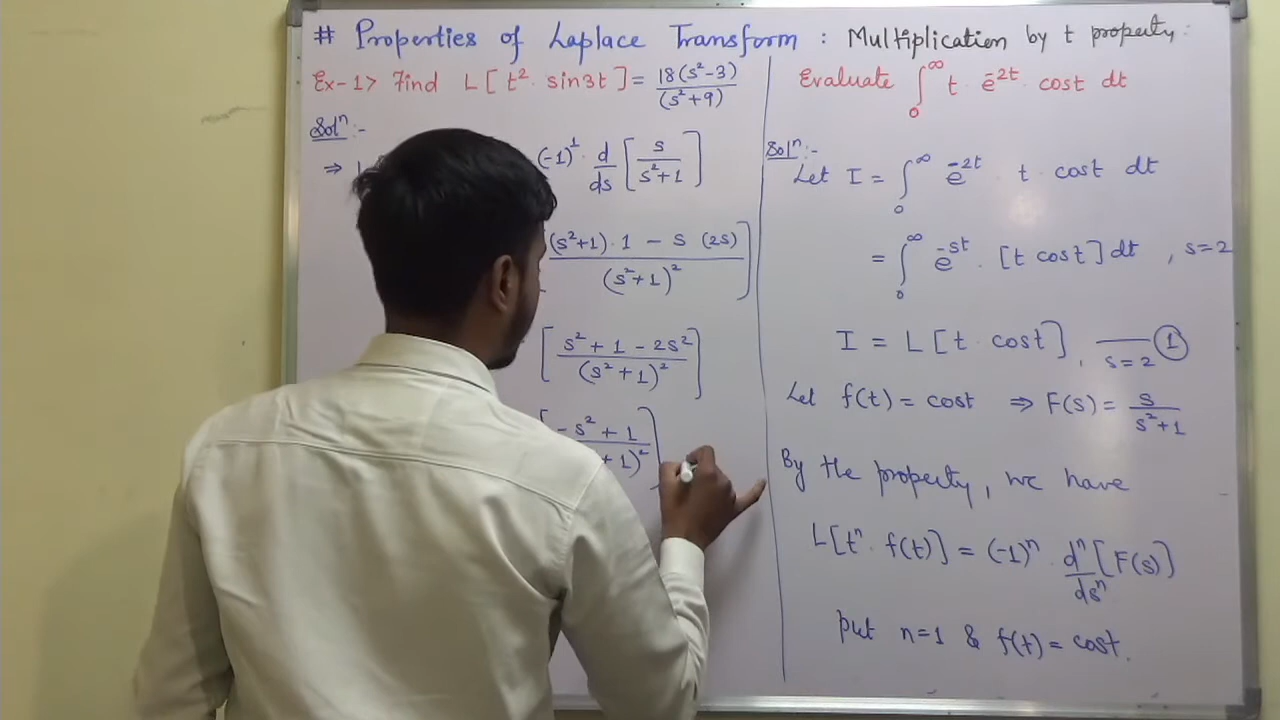 # Properties of Laplace Transform : Multiplication by t property :
Ex-1> Find L[ t² · sin3t ] = 18(s²-3) / (s²+9)
Solⁿ:-
⇒ (-1)¹ d/ds [ s / s²+1 ]
(s²+1) · 1 - s (2s) / (s²+1)² ]
[ s² + 1 - 2s² / (s² + 1)² ]
[ -s² + 1 / + 1)² ]
Evaluate ∫₀^∞ t · e^-2t · cost dt
Solⁿ:-
Let I = ∫₀^∞ e^-2t · t cost dt
= ∫₀^∞ e^-st · [t cost] dt , s=2
I = L[t cost], s=2 —— ①
Let f(t) = cost ⇒ F(s) = s / s²+1
By the property, we have
L[tⁿ · f(t)] = (-1)ⁿ · dⁿ/dsⁿ [F(s)]
put n=1 & f(t) = cost.